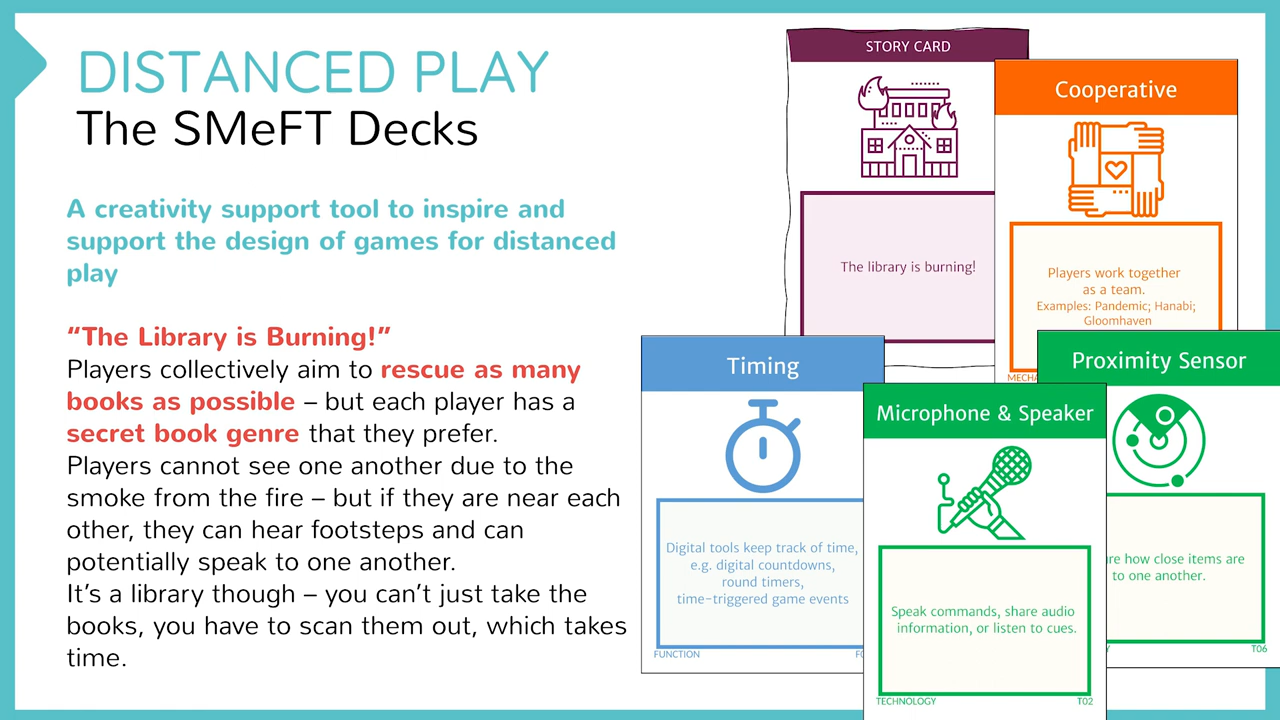 DISTANCED PLAY
The SMeFT Decks
A creativity support tool to inspire and
support the design of games for distanced
play
“The Library is Burning!”
Players collectively aim to rescue as many
books as possible – but each player has a
secret book genre that they prefer.
Players cannot see one another due to the
smoke from the fire – but if they are near each
other, they can hear footsteps and can
potentially speak to one another.
It’s a library though – you can’t just take the
books, you have to scan them out, which takes
time.
STORY CARD
The library is burning!
Cooperative
Players work together
as a team.
Examples: Pandemic; Hanabi;
Gloomhaven
Timing
Digital tools keep track of time,
e.g. digital countdowns,
round timers,
time-triggered game events
FUNCTION
Microphone & Speaker
Speak commands, share audio
information, or listen to cues.
TECHNOLOGY T02
Proximity Sensor
how close items are
to one another.
T06